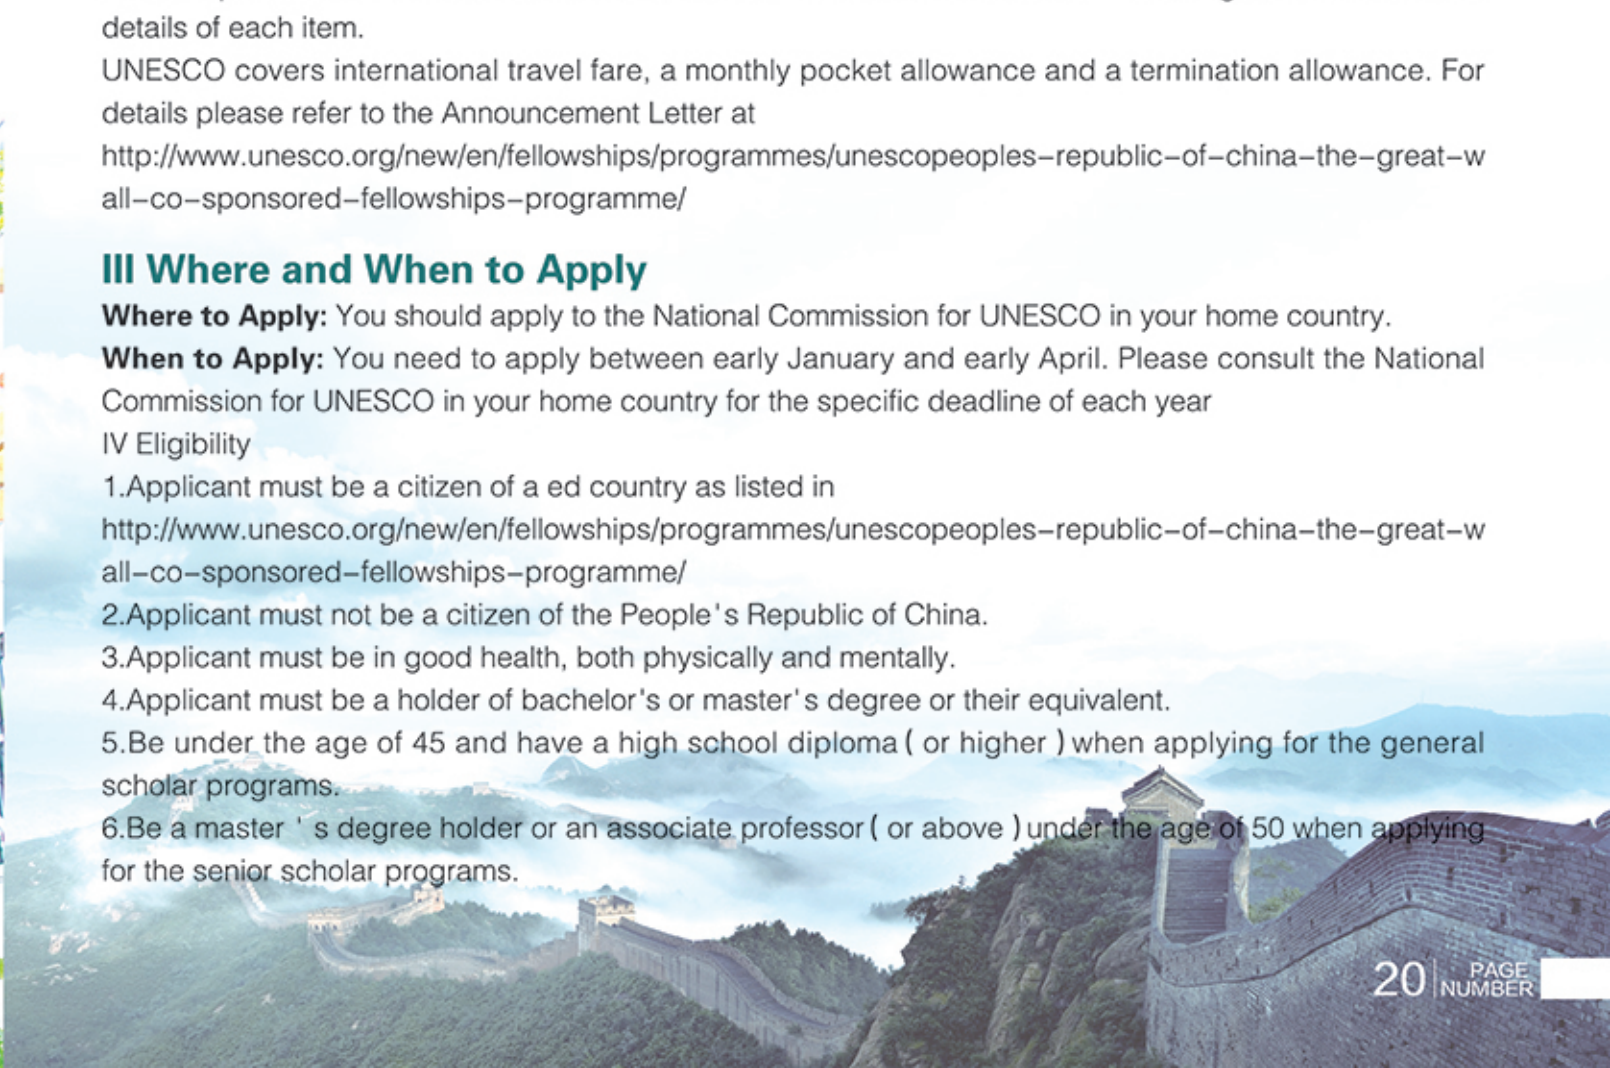 details of each item.
UNESCO covers international travel fare, a monthly pocket allowance and a termination allowance. For
details please refer to the Announcement Letter at
http://www.unesco.org/new/en/fellowships/programmes/unescopeoples–republic–of–china–the–great–w
all–co–sponsored–fellowships–programme/
III Where and When to Apply
Where to Apply: You should apply to the National Commission for UNESCO in your home country.
When to Apply: You need to apply between early January and early April. Please consult the National
Commission for UNESCO in your home country for the specific deadline of each year
IV Eligibility
1.Applicant must be a citizen of a ed country as listed in
http://www.unesco.org/new/en/fellowships/programmes/unescopeoples–republic–of–china–the–great–w
all–co–sponsored–fellowships–programme/
2.Applicant must not be a citizen of the People's Republic of China.
3.Applicant must be in good health, both physically and mentally.
4.Applicant must be a holder of bachelor's or master's degree or their equivalent.
5.Be under the age of 45 and have a high school diploma ( or higher ) when applying for the general
scholar programs.
6.Be a master ' s degree holder or an associate professor ( or above ) under the age of 50 when applying
for the senior scholar programs.
20 PAGE NUMBER